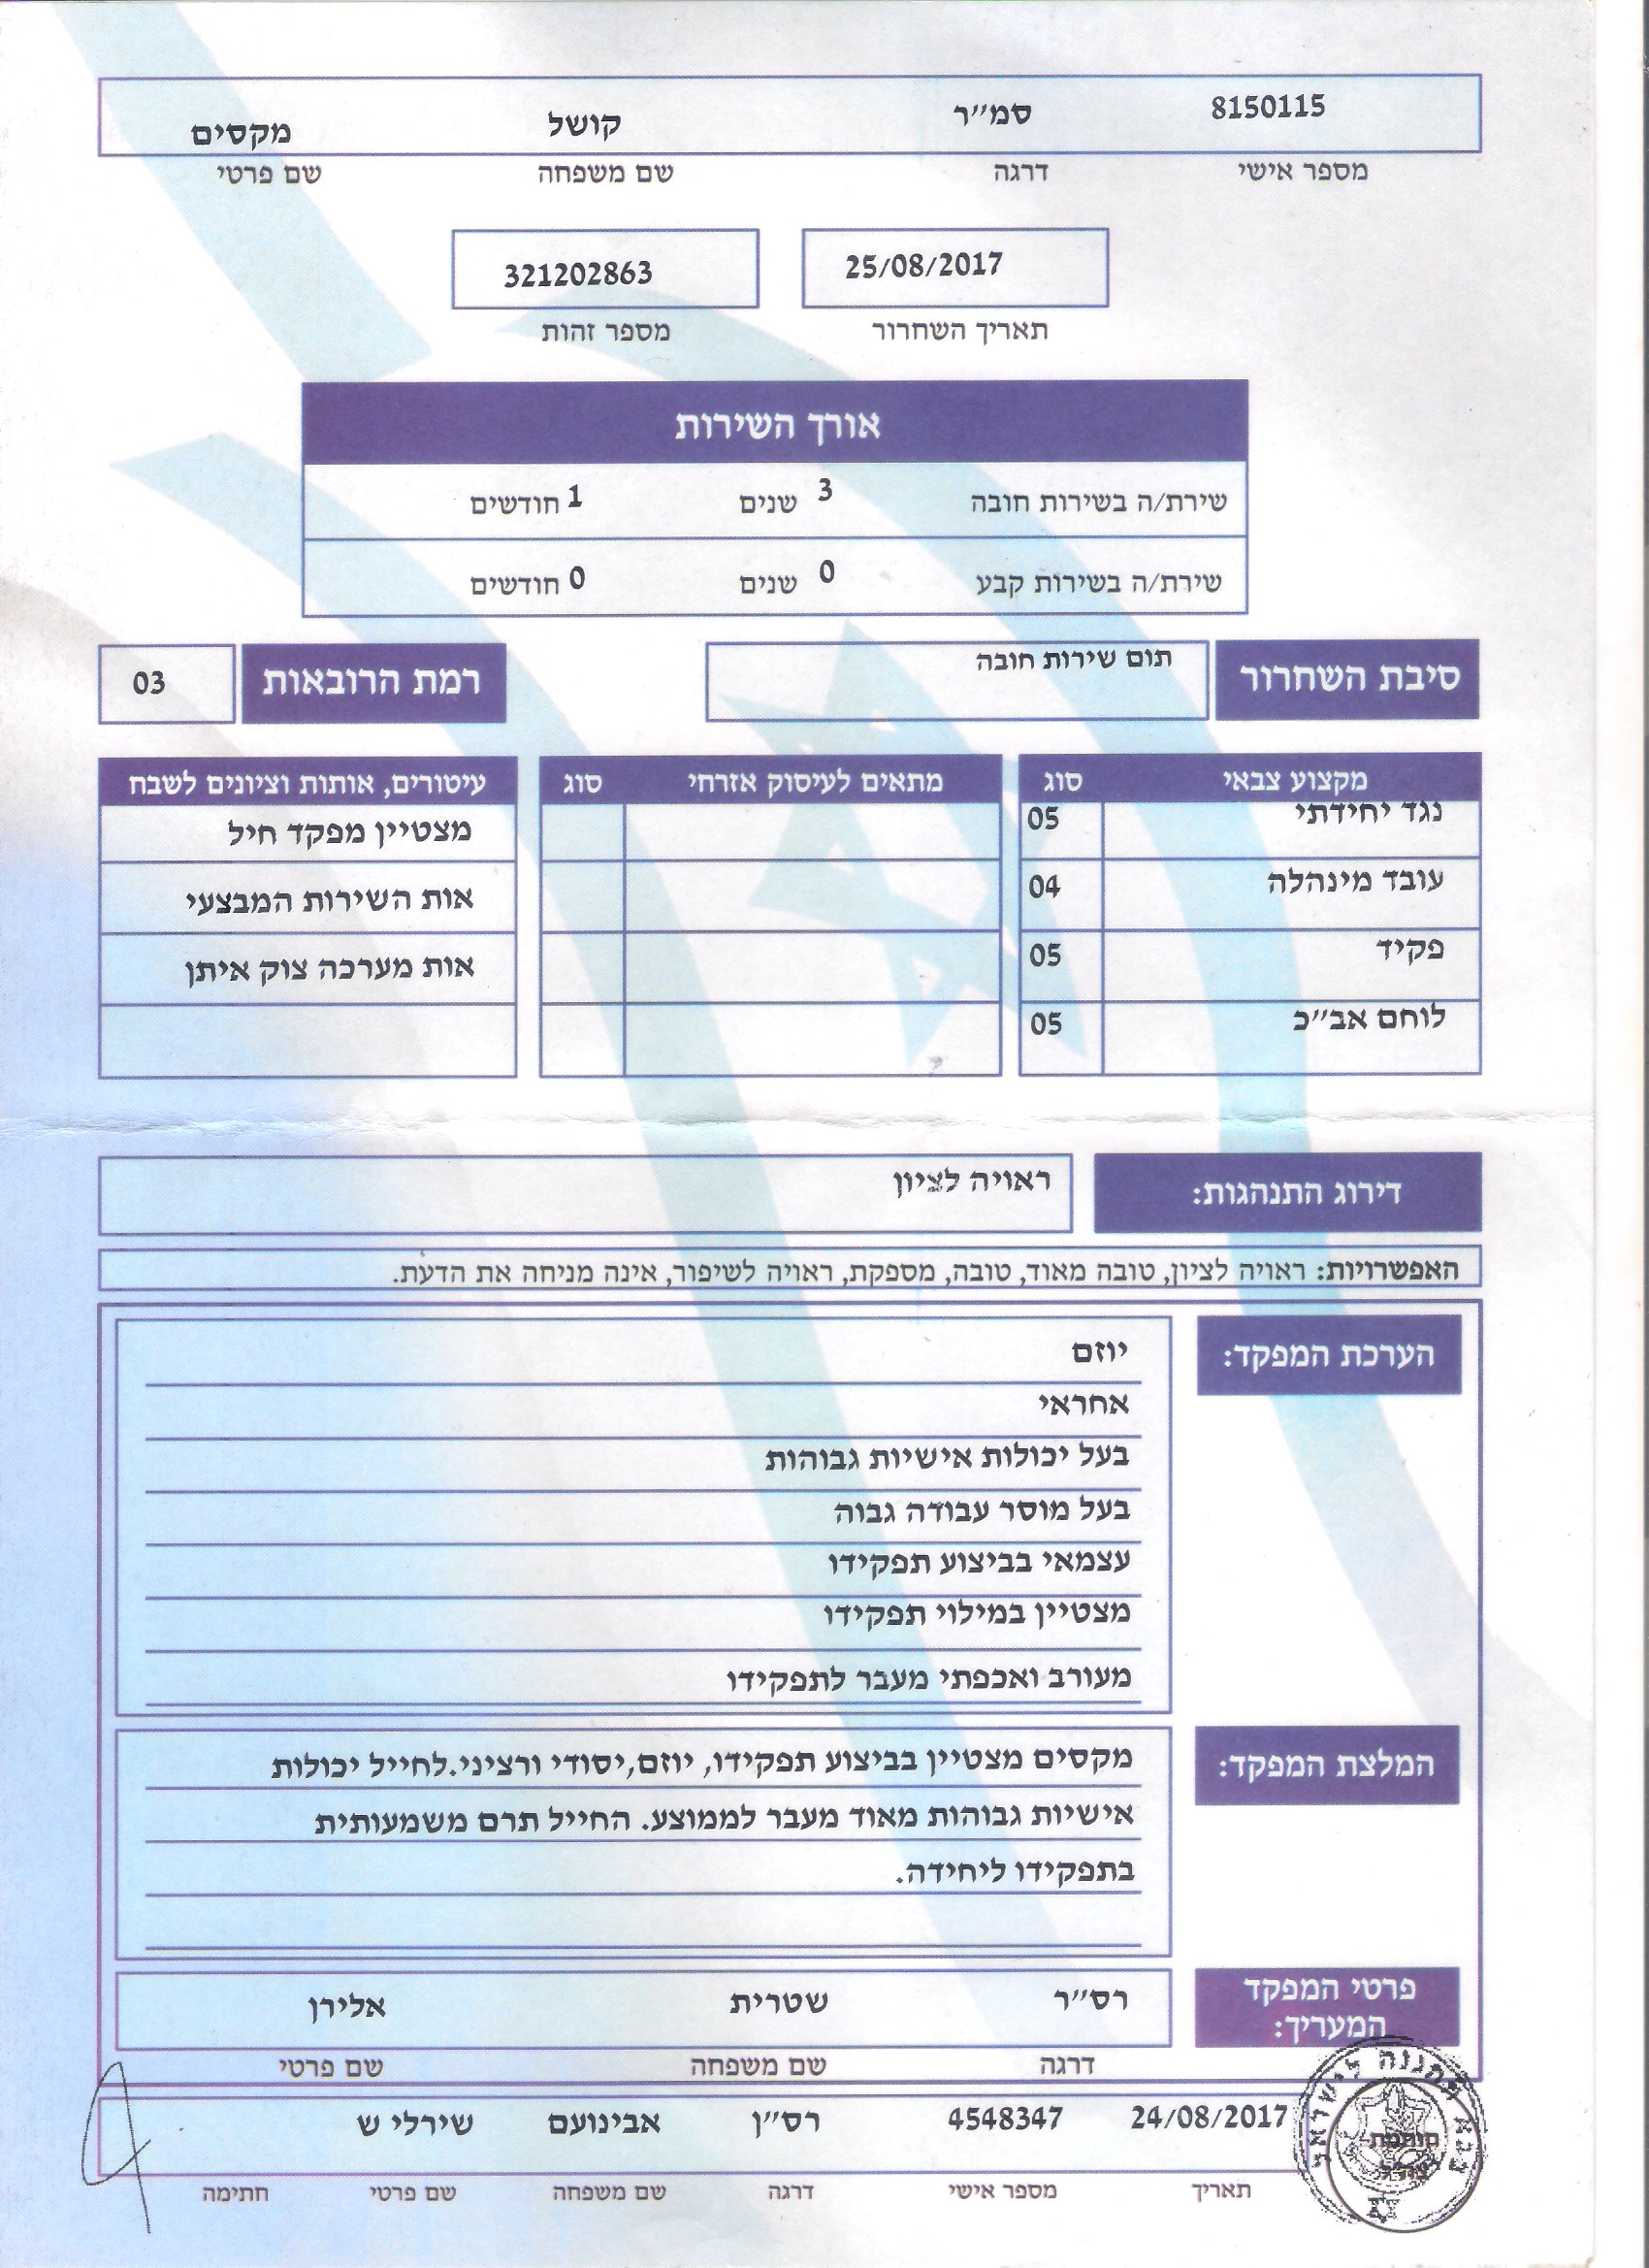 8150115 סמ"ר קושל מקסים
מספר אישי דרגה שם משפחה שם פרטי
25/08/2017 321202863
תאריך השחרור מספר זהות
אורך השירות
שירת/ה בשירות חובה 3 שנים 1 חודשים
שירת/ה בשירות קבע 0 שנים 0 חודשים
סיבת השחרור תום שירות חובה רמת הרובאות 03
מקצוע צבאי סוג מתאים לעיסוק אזרחי סוג עיטורים, אותות וציונים לשבח
נגד יחידתי 05 מצטיין מפקד חיל
עובד מינהלה 04 אות השירות המבצעי
פקיד 05 אות מערכה צוק איתן
לוחם אב"כ 05
דירוג התנהגות: ראויה לציון
האפשרויות: ראויה לציון, טובה מאוד, טובה, מספקת, ראויה לשיפור, אינה מניחה את הדעת.
הערכת המפקד: יוזם
אחראי
בעל יכולות אישיות גבוהות
בעל מוסר עבודה גבוה
עצמאי בביצוע תפקידו
מצטיין במילוי תפקידו
מעורב ואכפתי מעבר לתפקידו
המלצת המפקד: מקסים מצטיין בביצוע תפקידו, יוזם,יסודי ורציני.לחייל יכולות
אישיות גבוהות מאוד מעבר לממוצע. החייל תרם משמעותית
בתפקידו ליחידה.
פרטי המפקד
המעריך: רס"ר שטרית אלירן
דרגה שם משפחה שם פרטי
24/08/2017 4548347 רס"ן אבינועם שירלי ש
תאריך מספר אישי דרגה שם משפחה שם פרטי חתימה
צבא ההגנה לישראל